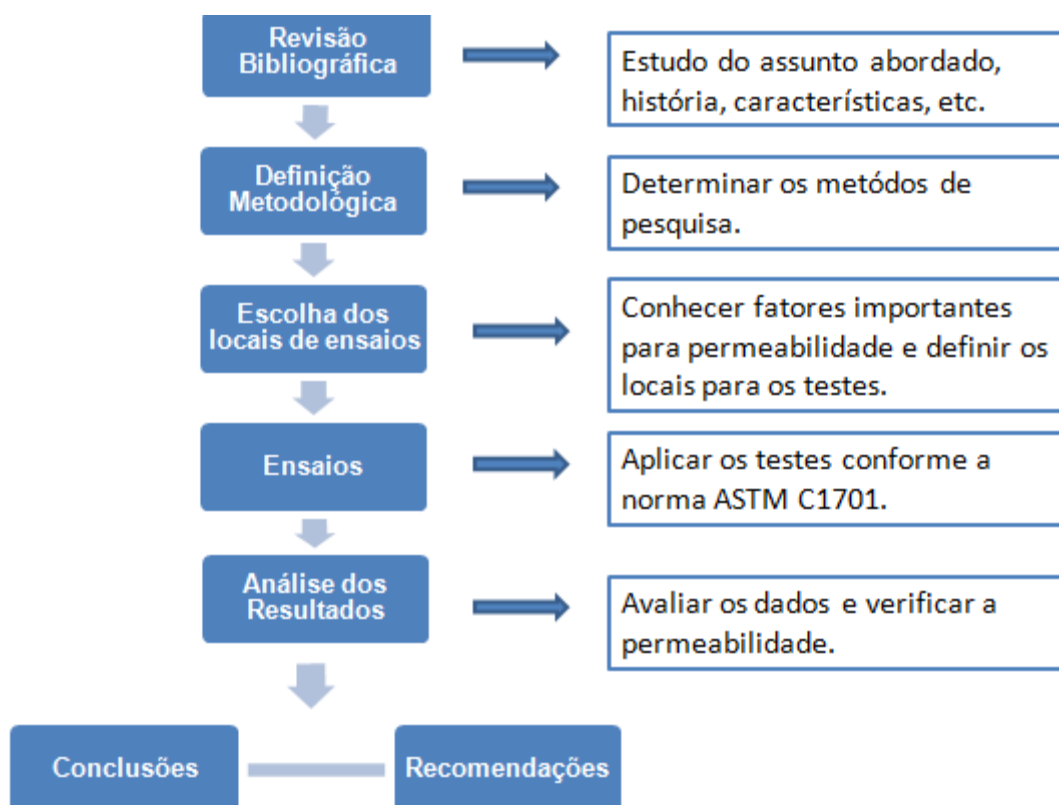 Revisão
Bibliográfica
Estudo do assunto abordado,
história, características, etc.
Definição
Metodológica
Determinar os metódos de
pesquisa.
Escolha dos
locais de ensaios
Conhecer fatores importantes
para permeabilidade e definir os
locais para os testes.
Ensaios
Aplicar os testes conforme a
norma ASTM C1701.
Análise dos
Resultados
Avaliar os dados e verificar a
permeabilidade.
Conclusões
Recomendações